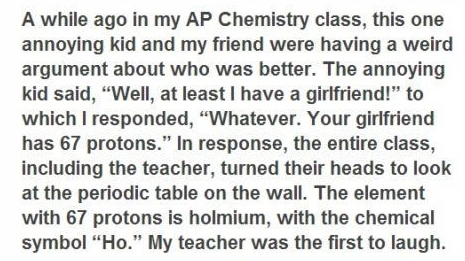 A while ago in my AP Chemistry class, this one
annoying kid and my friend were having a weird
argument about who was better. The annoying
kid said, “Well, at least I have a girlfriend!” to
which I responded, “Whatever. Your girlfriend
has 67 protons.” In response, the entire class,
including the teacher, turned their heads to look
at the periodic table on the wall. The element
with 67 protons is holmium, with the chemical
symbol “Ho.” My teacher was the first to laugh.